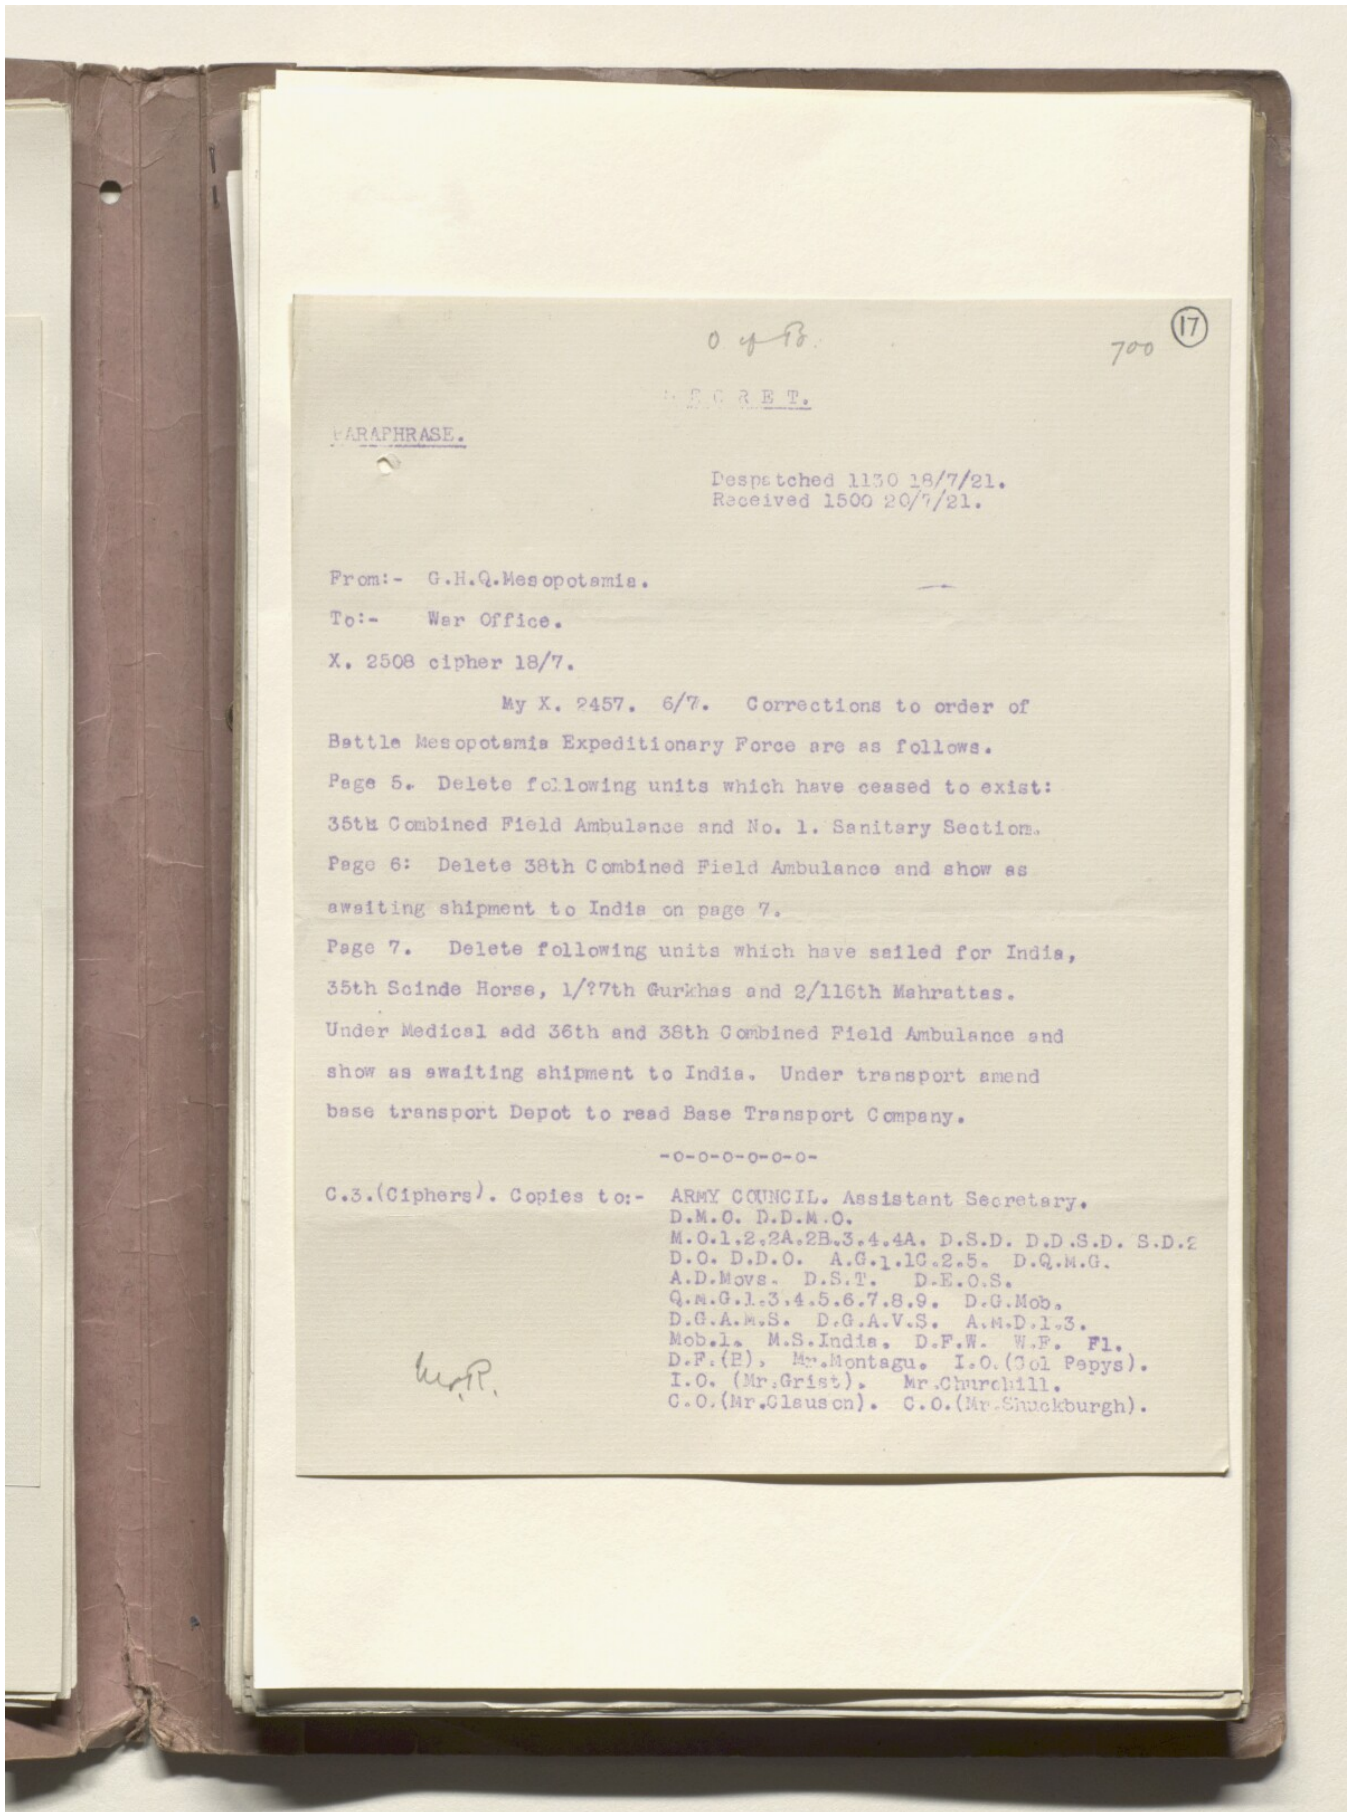 O of B.
700
17
SECRET.
PARAPHRASE.
Despatched 1130 18/7/21.
Received 1500 20/7/21.
From:- G.H.Q.Mesopotamia.
To:- War Office.
X. 2508 cipher 18/7.
My X. 2457. 6/7. Corrections to order of
Battle Mesopotamia Expeditionary Force are as follows.
Page 5. Delete following units which have ceased to exist:
35th Combined Field Ambulance and No. 1. Sanitary Section.
Page 6: Delete 38th Combined Field Ambulance and show as
awaiting shipment to India on page 7.
Page 7. Delete following units which have sailed for India,
35th Scinde Horse, 1/?7th Gurkhas and 2/116th Mahrattas.
Under Medical add 36th and 38th Combined Field Ambulance and
show as awaiting shipment to India. Under transport amend
base transport Depot to read Base Transport Company.
-o-o-o-o-o-o-
C.3.(Ciphers). Copies to:- ARMY COUNCIL. Assistant Secretary.
D.M.O. D.D.M.O.
M.O.1.2.2A.2B.3.4.4A. D.S.D. D.D.S.D. S.D.2
D.O. D.D.O. A.G.1.1C.2.5. D.Q.M.G.
A.D.Movs. D.S.T. D.E.O.S.
Q.M.G.1.3.4.5.6.7.8.9. D.G.Mob.
D.G.A.M.S. D.G.A.V.S. A.M.D.1.3.
Mob.1. M.S.India. D.F.W. W.F. F1.
D.F.(B), Mr.Montagu. I.O.(Col Pepys).
I.O. (Mr.Grist). Mr.Churchill.
C.O.(Mr.Clauson). C.O.(Mr.Shuckburgh).